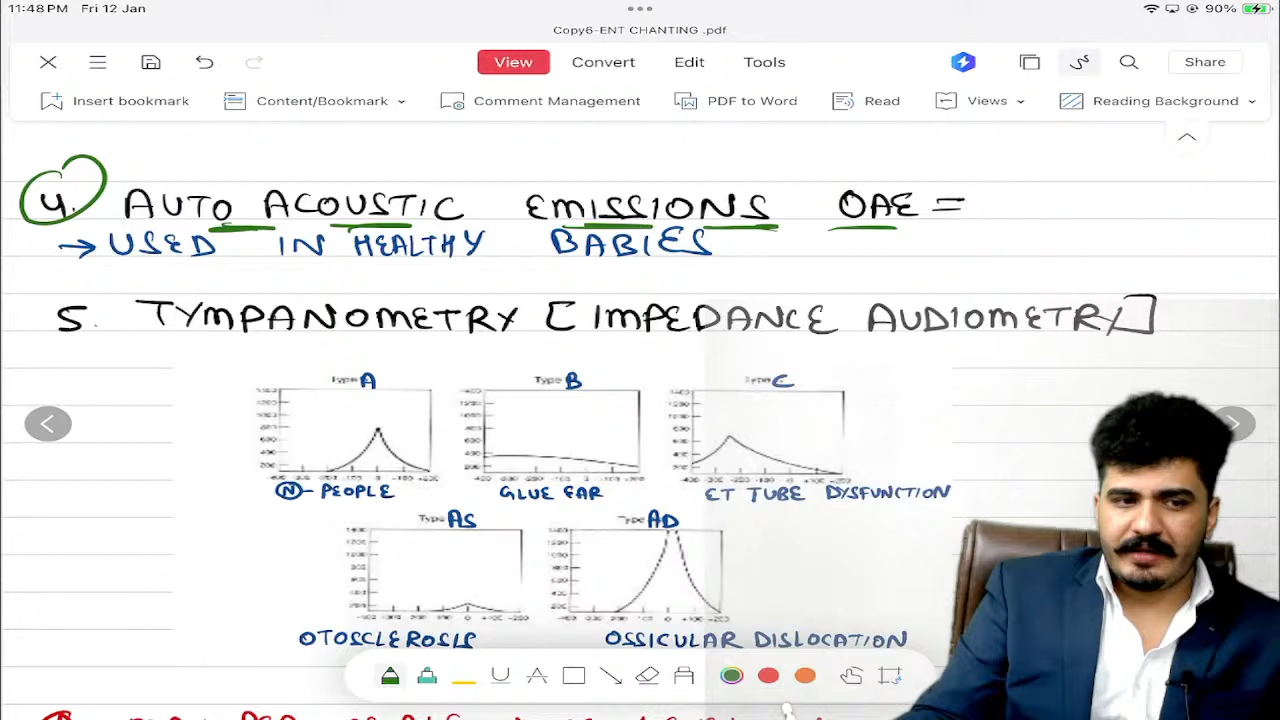 11:48 PM Fri 12 Jan 90%
Copy6-ENT CHANTING .pdf
View Convert Edit Tools Share
Insert bookmark Content/Bookmark Comment Management PDF to Word Read Views Reading Background
4. AUTO ACOUSTIC EMISSIONS OAE =
→ USED IN HEALTHY BABIES
5. TYMPANOMETRY [IMPEDANCE AUDIOMETRY]
Type A Type B Type C
N - PEOPLE GLUE EAR ET TUBE DYSFUNCTION
Type AS Type AD
OTOSCLEROSIS OSSICULAR DISLOCATION